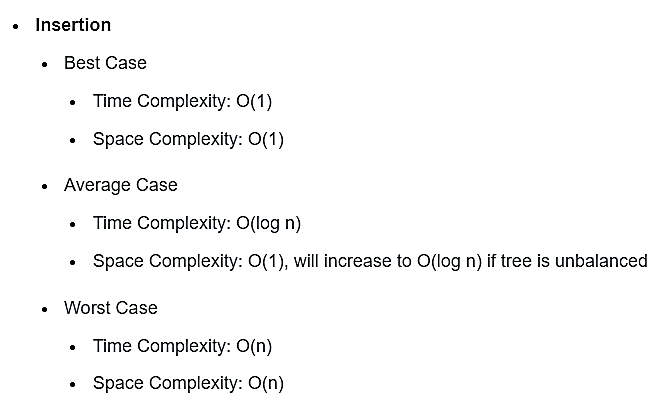 Insertion
Best Case
Time Complexity: O(1)
Space Complexity: O(1)
Average Case
Time Complexity: O(log n)
Space Complexity: O(1), will increase to O(log n) if tree is unbalanced
Worst Case
Time Complexity: O(n)
Space Complexity: O(n)